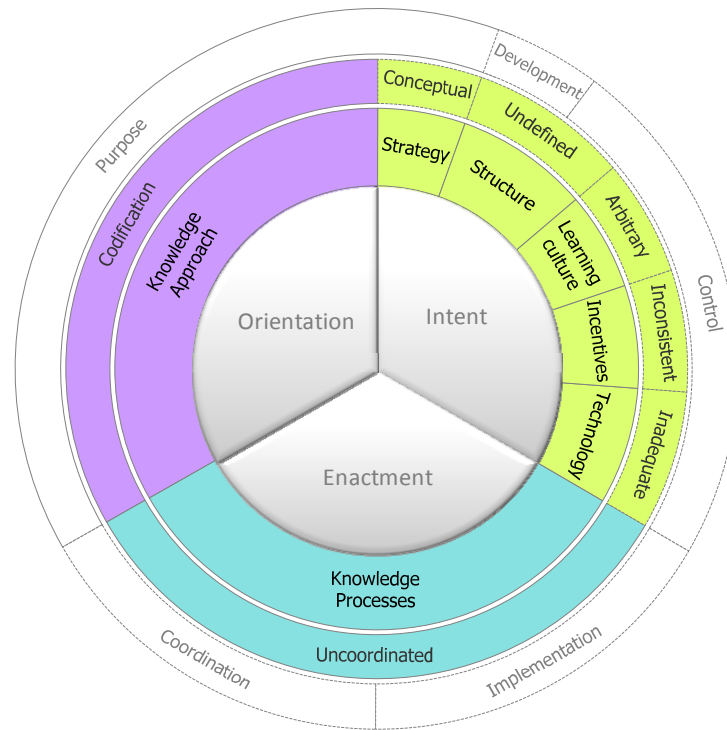 Development
Conceptual
Undefined
Purpose
Strategy
Structure
Arbitrary
Codification
Knowledge
Approach
Learning
culture
Control
Inconsistent
Incentives
Orientation
Intent
Technology
Inadequate
Enactment
Knowledge
Processes
Uncoordinated
Coordination
Implementation